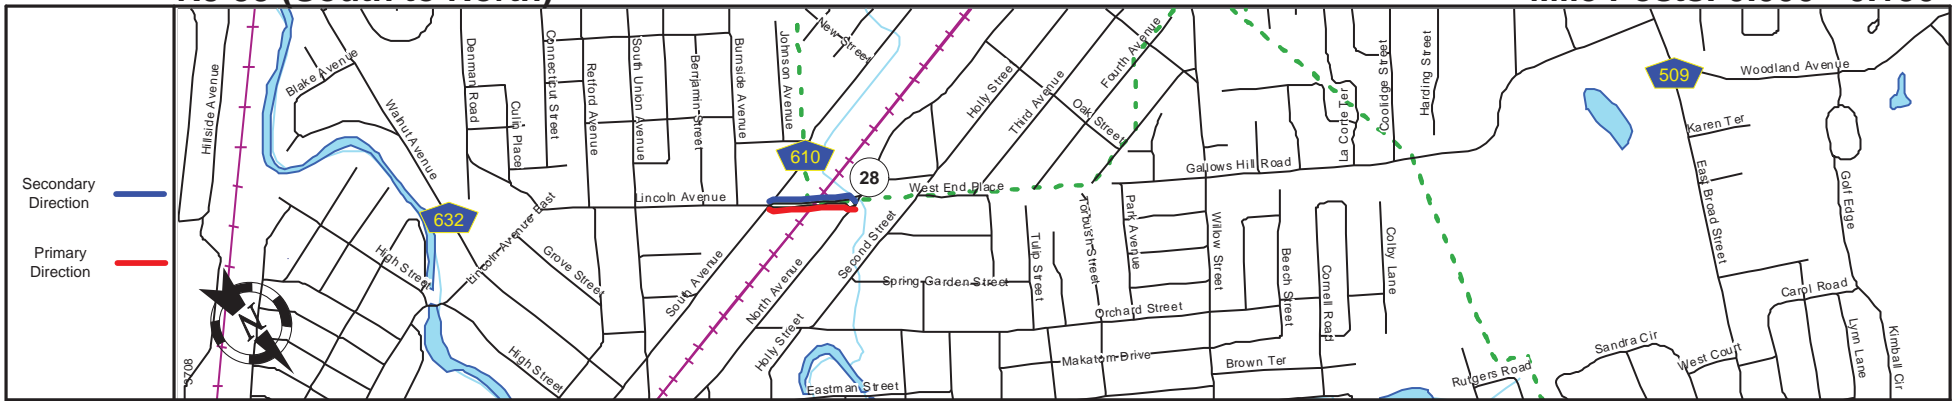 Secondary
Direction
Primary
Direction
Hillside Avenue
Blake Avenue
Walnut Avenue
Denman Road
Culin Place
Connecticut Street
Retford Avenue
South Union Avenue
Benjamin Street
Burnside Avenue
Johnson Avenue
New Street
610
28
632
509
Lincoln Avenue
Lincoln Avenue East
High Street
Grove Street
High Street
South Avenue
North Avenue
Second Street
Holly Street
Holly Stree
Third Avenue
Fourth Avenue
Oak Street
West End Place
Gallows Hill Road
La Corte Ter
Coolidge Street
Harding Street
Woodland Avenue
Karen Ter
East Broad Street
Golf Edge
Spring Garden Street
Tulip Street
Park Avenue
Willow Street
Beech Street
Cornell Road
Colby Lane
Orchard Street
Makatom Drive
Brown Ter
Eastman Street
Rutgers Road
Sandra Cir
West Court
Carol Road
Lynn Lane
Kimball Cir
3708
N